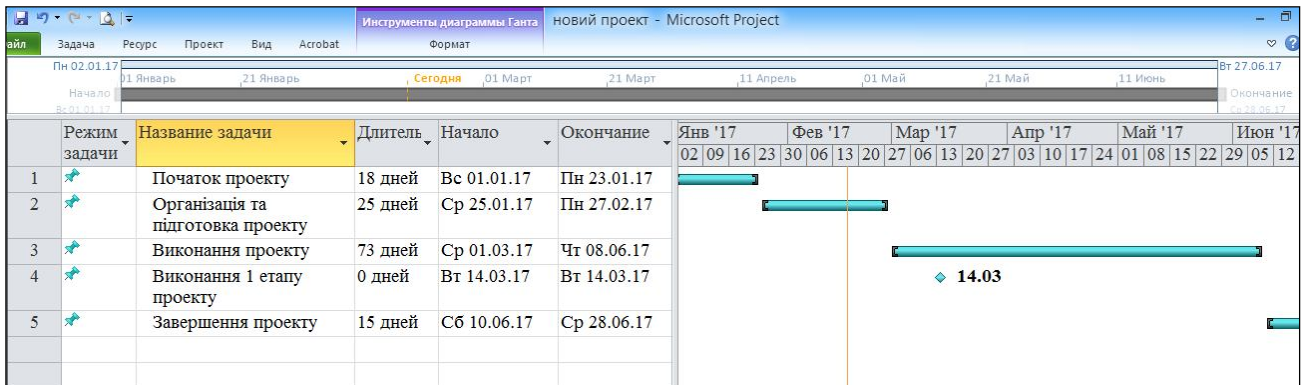 Инструменты диаграммы Ганта новий проект - Microsoft Project
айл Задача Ресурс Проект Вид Acrobat Формат
Пн 02.01.17 Вт 27.06.17
01 Январь ,21 Январь , Сегодня ,01 Март ,21 Март ,11 Апрель ,01 Май ,21 Май ,11 Июнь
Начало Окончание
Вс 01.01.17 Ср 28.06.17
Режим задачи Название задачи Длитель Начало Окончание Янв '17 Фев '17 Мар '17 Апр '17 Май '17 Июн '17
02 09 16 23 30 06 13 20 27 06 13 20 27 03 10 17 24 01 08 15 22 29 05 12
1 Початок проекту 18 дней Вс 01.01.17 Пн 23.01.17
2 Організація та 25 дней Ср 25.01.17 Пн 27.02.17
підготовка проекту
3 Виконання проекту 73 дней Ср 01.03.17 Чт 08.06.17
4 Виконання 1 етапу 0 дней Вт 14.03.17 Вт 14.03.17 14.03
проекту
5 Завершення проекту 15 дней Сб 10.06.17 Ср 28.06.17